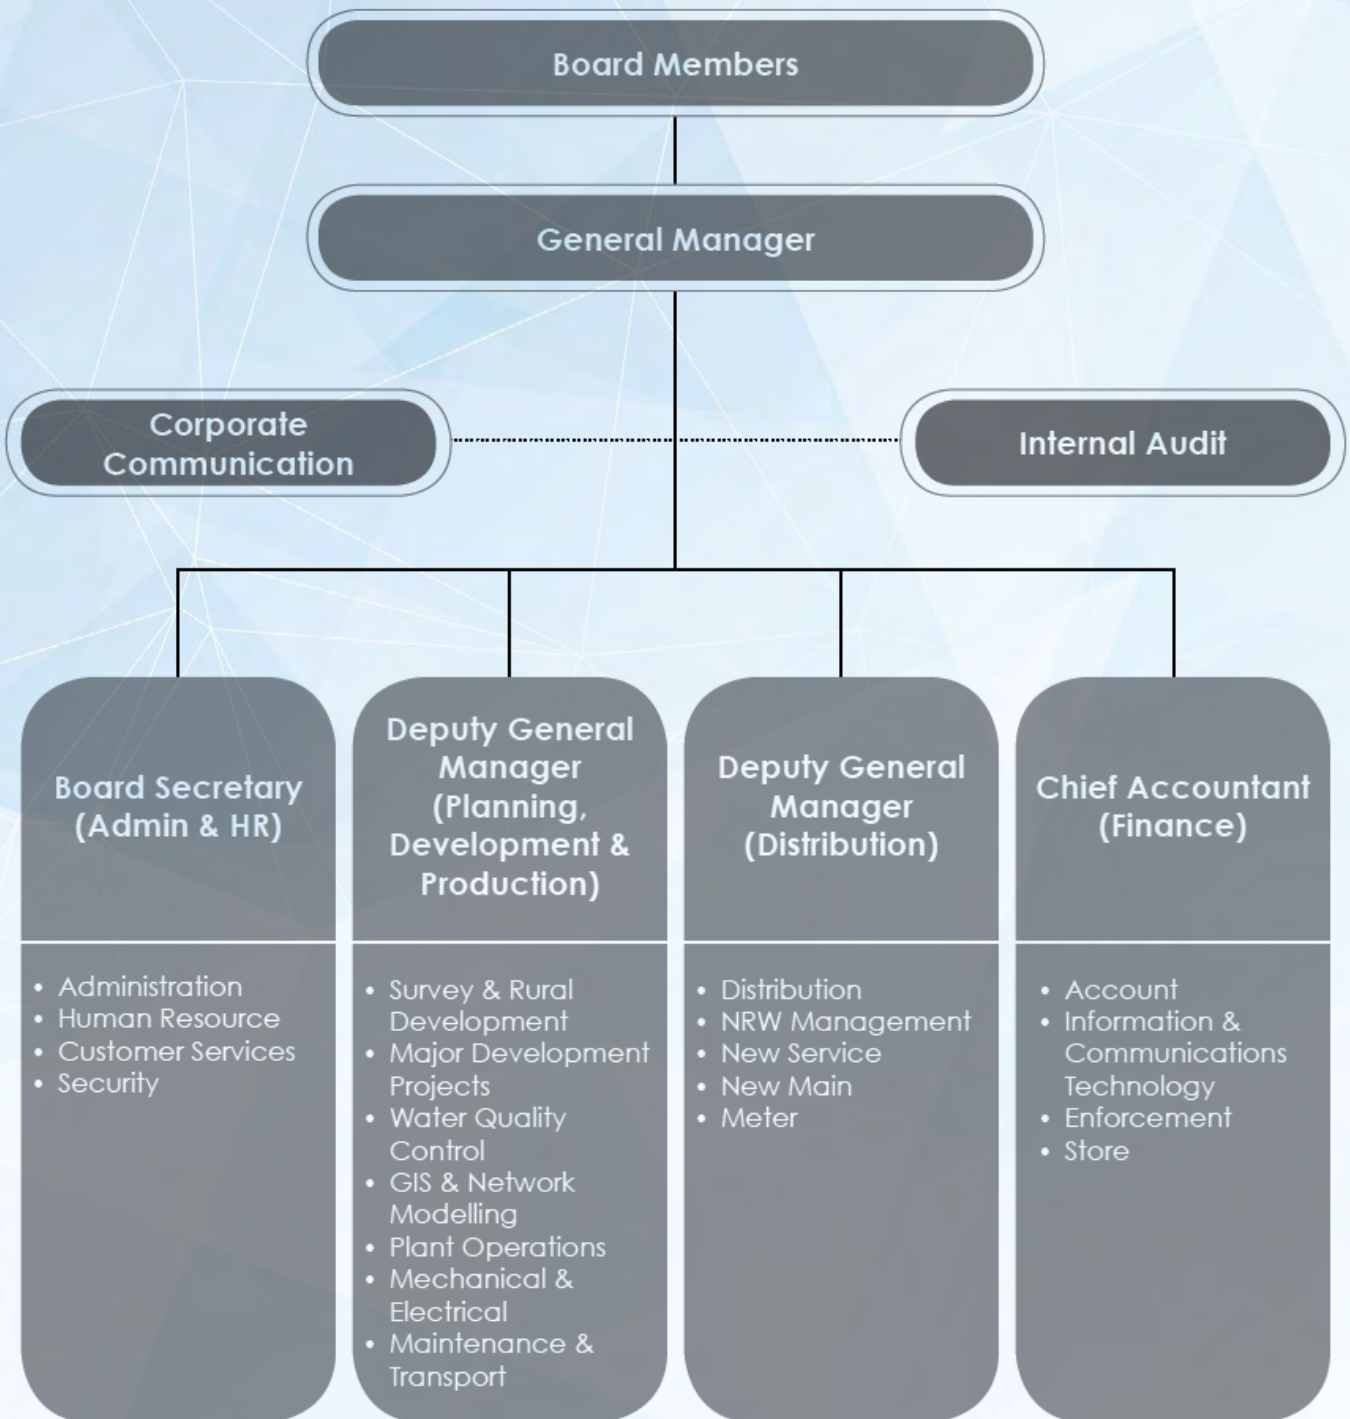 Board Members
General Manager
Corporate
Communication
Internal Audit
Board Secretary
(Admin & HR)
• Administration
• Human Resource
• Customer Services
• Security
Deputy General
Manager
(Planning,
Development &
Production)
• Survey & Rural
Development
• Major Development
Projects
• Water Quality
Control
• GIS & Network
Modelling
• Plant Operations
• Mechanical &
Electrical
• Maintenance &
Transport
Deputy General
Manager
(Distribution)
• Distribution
• NRW Management
• New Service
• New Main
• Meter
Chief Accountant
(Finance)
• Account
• Information &
Communications
Technology
• Enforcement
• Store